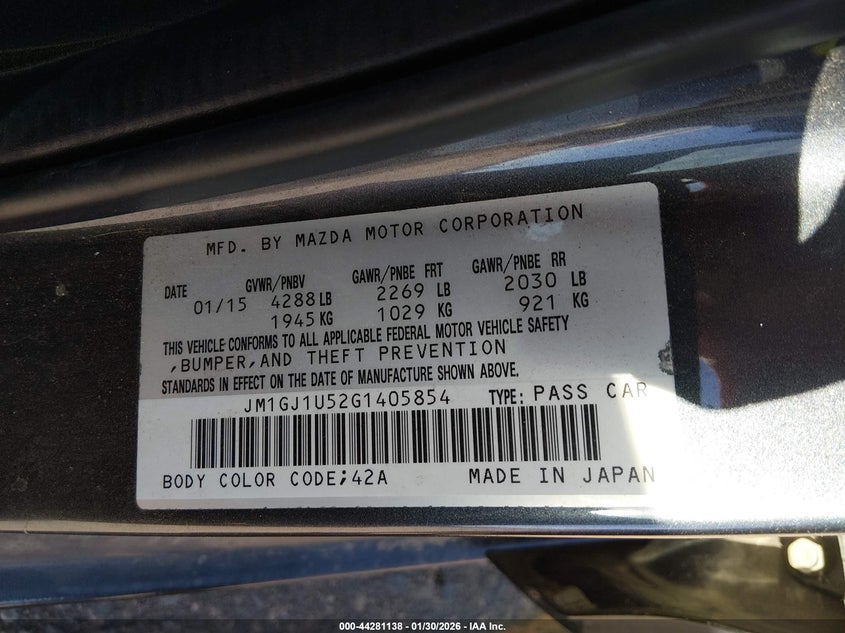 MFD. BY MAZDA MOTOR CORPORATION
DATE GVWR/PNBV GAWR/PNBE FRT GAWR/PNBE RR
01/15 4288 LB 2269 LB 2030 LB
1945 KG 1029 KG 921 KG
THIS VEHICLE CONFORMS TO ALL APPLICABLE FEDERAL MOTOR VEHICLE SAFETY
,BUMPER,AND THEFT PREVENTION
STANDARDS IN EFFECT ON THE DATE OF MANUFACTURE SHOWN ABOVE.
JM1GJ1U52G1405854 TYPE: PASS CAR
BODY COLOR CODE;42A MADE IN JAPAN
000-44281138 - 01/30/2026 - IAA Inc.